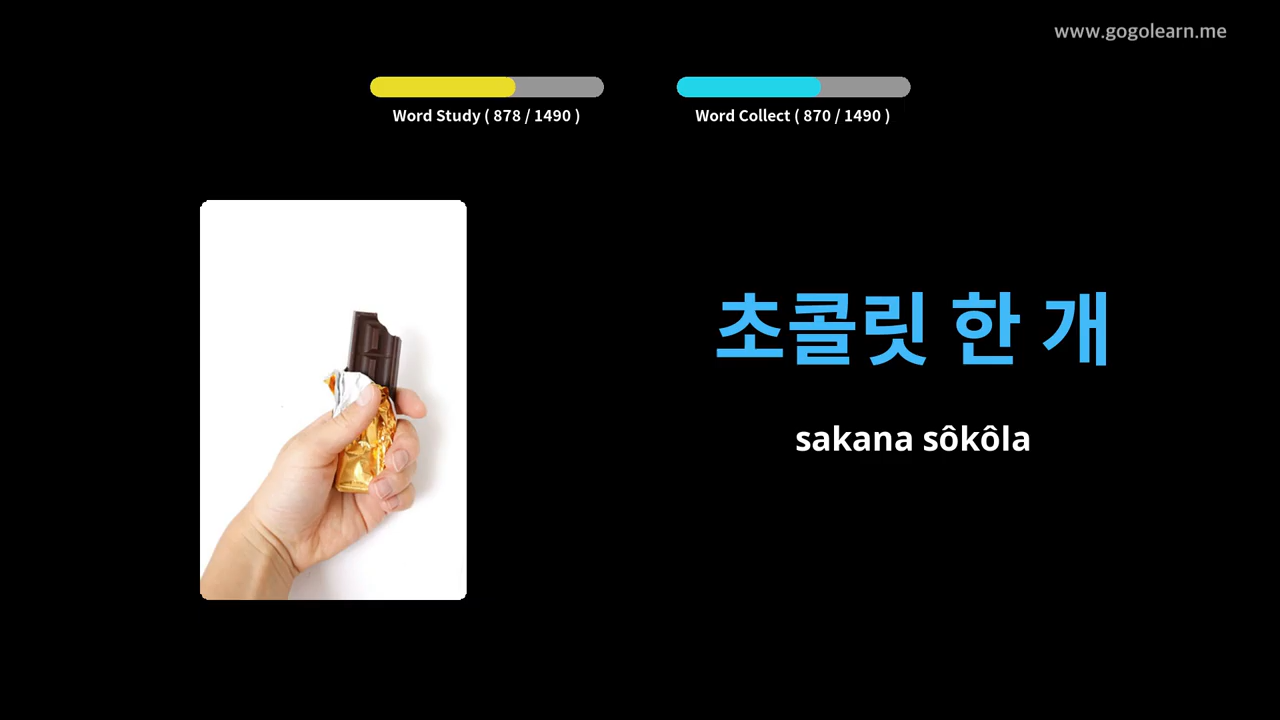 www.gogolearn.me
Word Study ( 878 / 1490 )
Word Collect ( 870 / 1490 )
초콜릿 한 개
sakana sôkôla